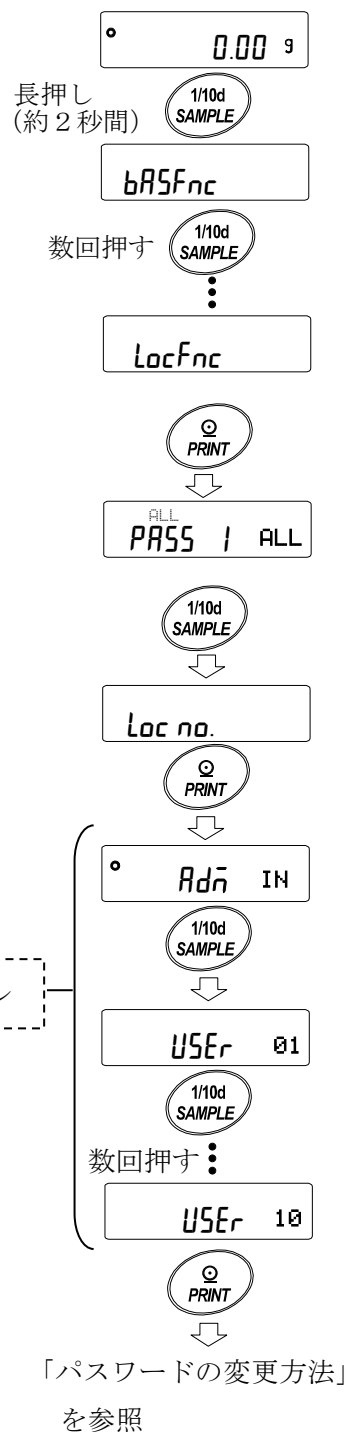 0.00 g
長押し
(約２秒間)
1/10d
SAMPLE
bASFnc
数回押す
1/10d
SAMPLE
LocFnc
PRINT
ALL
PASS 1 ALL
1/10d
SAMPLE
Loc no.
PRINT
Adm IN
1/10d
SAMPLE
ン
USEr 01
1/10d
SAMPLE
数回押す
USEr 10
PRINT
「パスワードの変更方法」
を参照